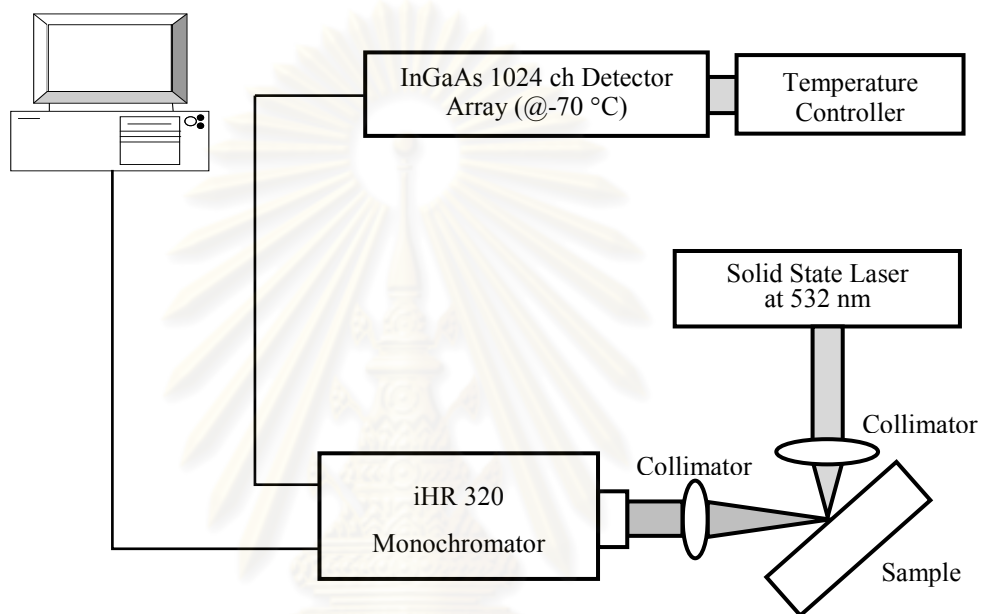 InGaAs 1024 ch Detector
Array (@-70 °C)
Temperature
Controller
Solid State Laser
at 532 nm
Collimator
Collimator
iHR 320
Monochromator
Sample